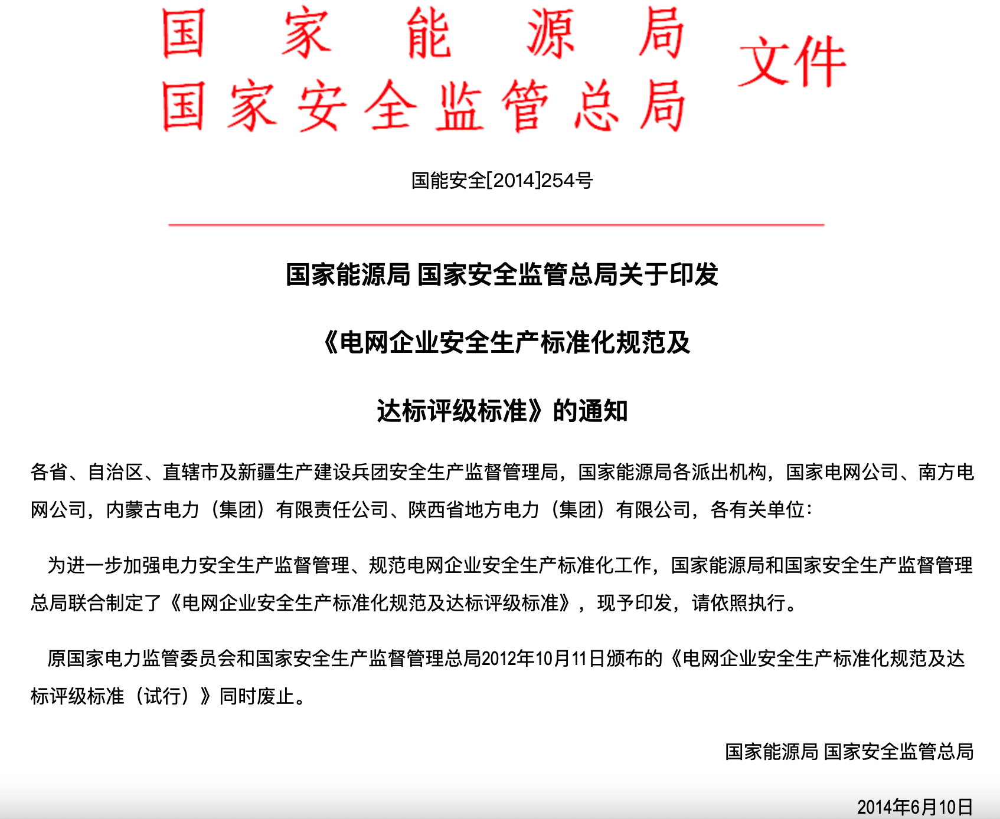 国家能源局
文件
国家安全监管总局
国能安全[2014]254号
国家能源局 国家安全监管总局关于印发
《电网企业安全生产标准化规范及
达标评级标准》的通知
各省、自治区、直辖市及新疆生产建设兵团安全生产监督管理局，国家能源局各派出机构，国家电网公司、南方电
网公司，内蒙古电力（集团）有限责任公司、陕西省地方电力（集团）有限公司，各有关单位：
为进一步加强电力安全生产监督管理、规范电网企业安全生产标准化工作，国家能源局和国家安全生产监督管理
总局联合制定了《电网企业安全生产标准化规范及达标评级标准》，现予印发，请依照执行。
原国家电力监管委员会和国家安全生产监督管理总局2012年10月11日颁布的《电网企业安全生产标准化规范及达
标评级标准（试行）》同时废止。
国家能源局 国家安全监管总局
2014年6月10日